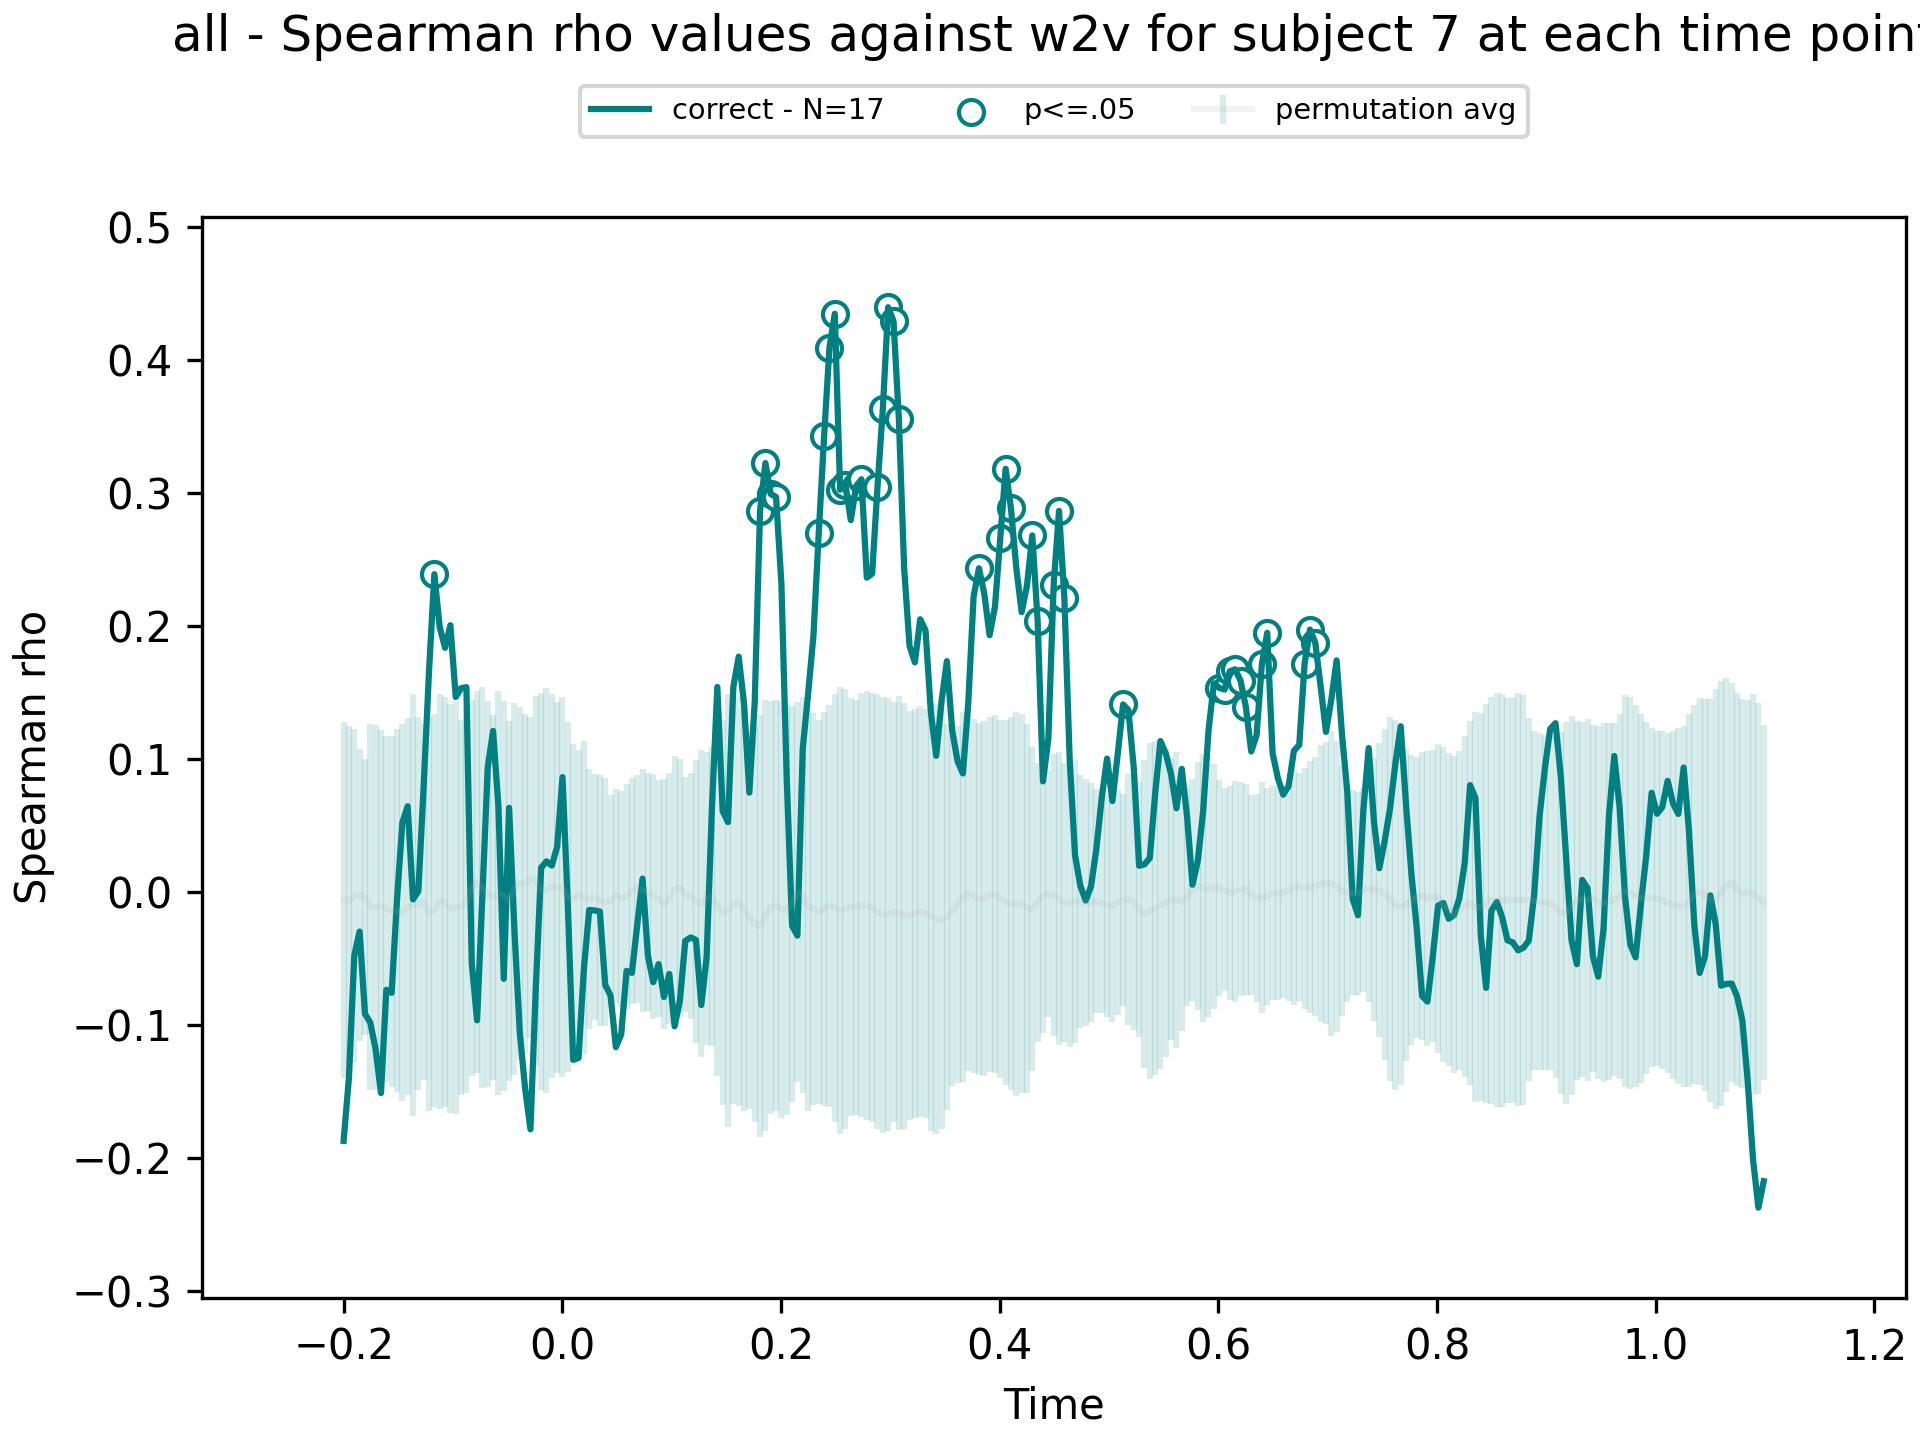 all - Spearman rho values against w2v for subject 7 at each time poin
correct - N=17 p<=.05 permutation avg
0.5
0.4
0.3
0.2
0.1
0.0
−0.1
−0.2
−0.3
Spearman rho
−0.2 0.0 0.2 0.4 0.6 0.8 1.0 1.2
Time